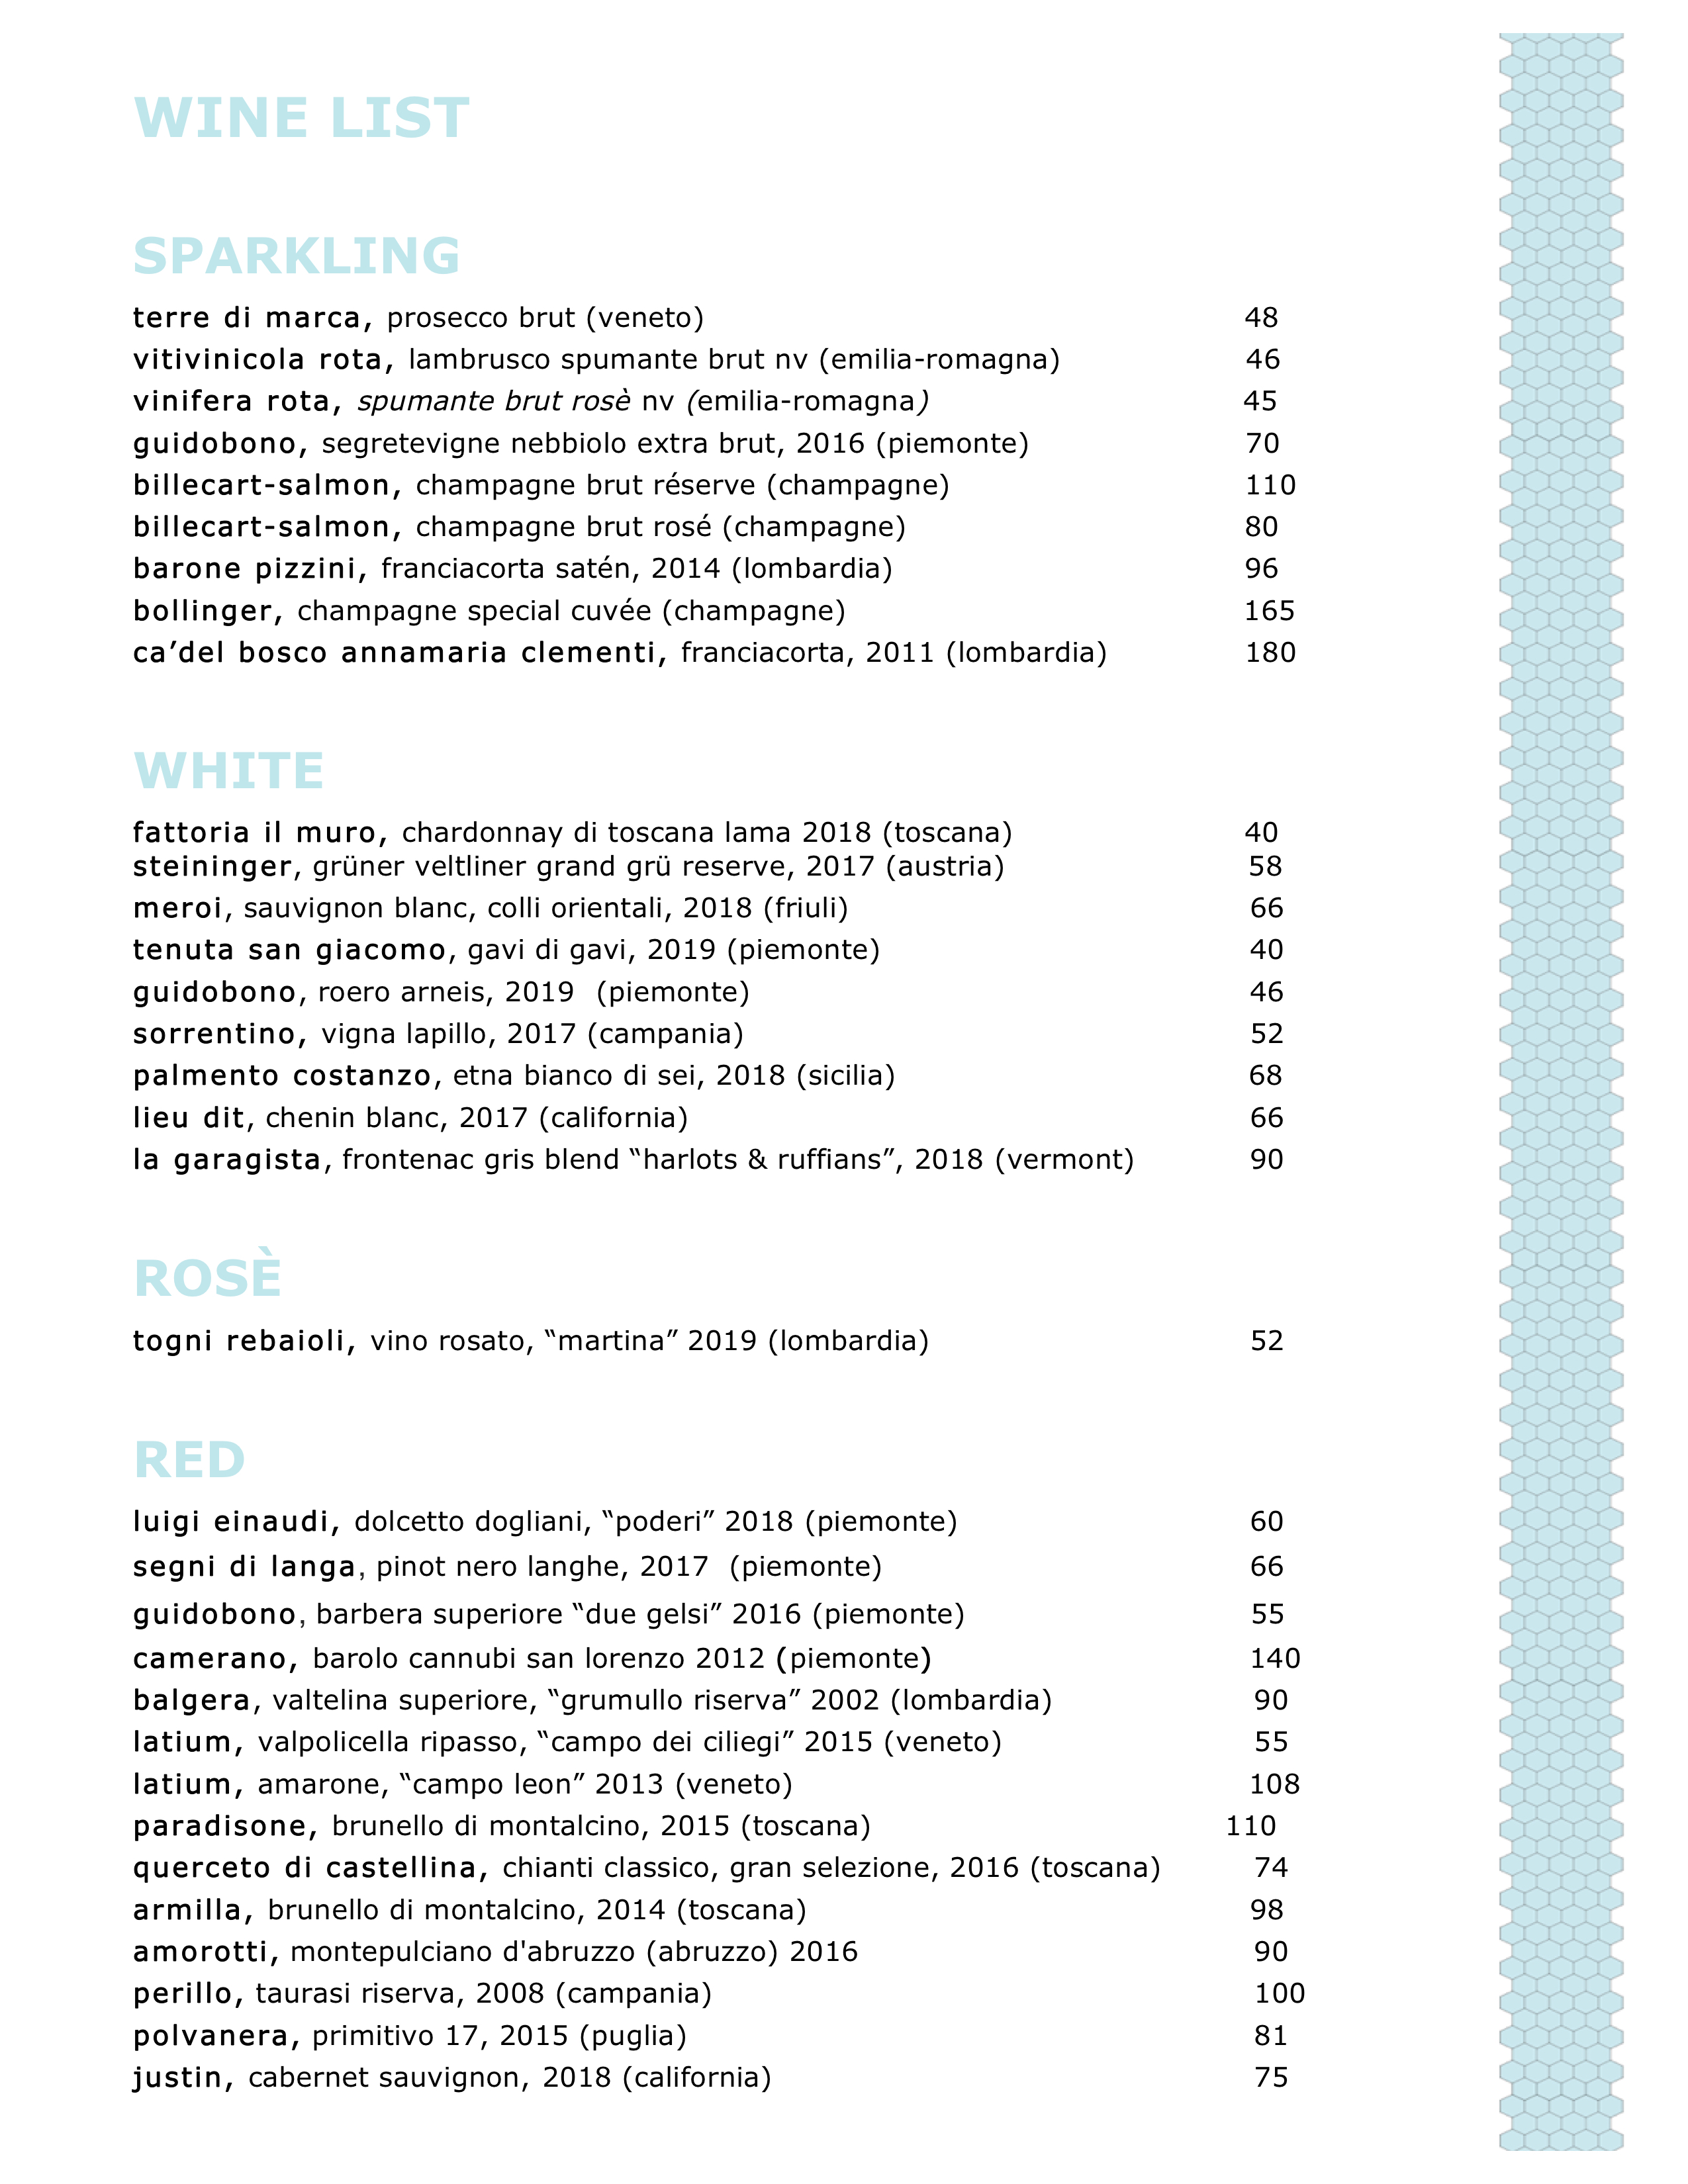 WINE LIST
SPARKLING
terre di marca, prosecco brut (veneto) 48
vitivinicola rota, lambrusco spumante brut nv (emilia-romagna) 46
vinifera rota, spumante brut rosè nv (emilia-romagna) 45
guidobono, segretevigne nebbiolo extra brut, 2016 (piemonte) 70
billecart-salmon, champagne brut réserve (champagne) 110
billecart-salmon, champagne brut rosé (champagne) 80
barone pizzini, franciacorta satén, 2014 (lombardia) 96
bollinger, champagne special cuvée (champagne) 165
ca’del bosco annamaria clementi, franciacorta, 2011 (lombardia) 180
WHITE
fattoria il muro, chardonnay di toscana lama 2018 (toscana) 40
steininger, grüner veltliner grand grü reserve, 2017 (austria) 58
meroi, sauvignon blanc, colli orientali, 2018 (friuli) 66
tenuta san giacomo, gavi di gavi, 2019 (piemonte) 40
guidobono, roero arneis, 2019 (piemonte) 46
sorrentino, vigna lapillo, 2017 (campania) 52
palmento costanzo, etna bianco di sei, 2018 (sicilia) 68
lieu dit, chenin blanc, 2017 (california) 66
la garagista, frontenac gris blend “harlots & ruffians”, 2018 (vermont) 90
ROSÈ
togni rebaioli, vino rosato, “martina” 2019 (lombardia) 52
RED
luigi einaudi, dolcetto dogliani, “poderi” 2018 (piemonte) 60
segni di langa, pinot nero langhe, 2017 (piemonte) 66
guidobono, barbera superiore “due gelsi” 2016 (piemonte) 55
camerano, barolo cannubi san lorenzo 2012 (piemonte) 140
balgera, valtelina superiore, “grumullo riserva” 2002 (lombardia) 90
latium, valpolicella ripasso, “campo dei ciliegi” 2015 (veneto) 55
latium, amarone, “campo leon” 2013 (veneto) 108
paradisone, brunello di montalcino, 2015 (toscana) 110
querceto di castellina, chianti classico, gran selezione, 2016 (toscana) 74
armilla, brunello di montalcino, 2014 (toscana) 98
amorotti, montepulciano d'abruzzo (abruzzo) 2016 90
perillo, taurasi riserva, 2008 (campania) 100
polvanera, primitivo 17, 2015 (puglia) 81
justin, cabernet sauvignon, 2018 (california) 75